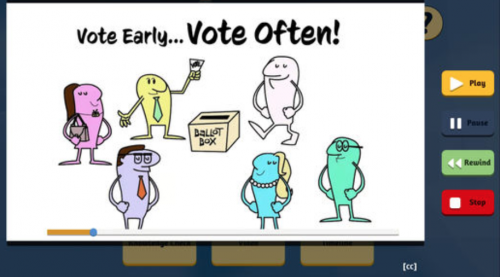 Vote Early... Vote Often!
?
Play
BALLOT
BOX
Pause
Rewind
Stop
[cc]